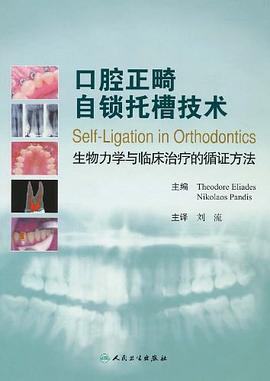 口腔正畸
自锁托槽技术
Self-Ligation in Orthodontics
生物力学与临床治疗的循证方法
主编 Theodore Eliades
Nikolaos Pandis
主译 刘 流
人民卫生出版社